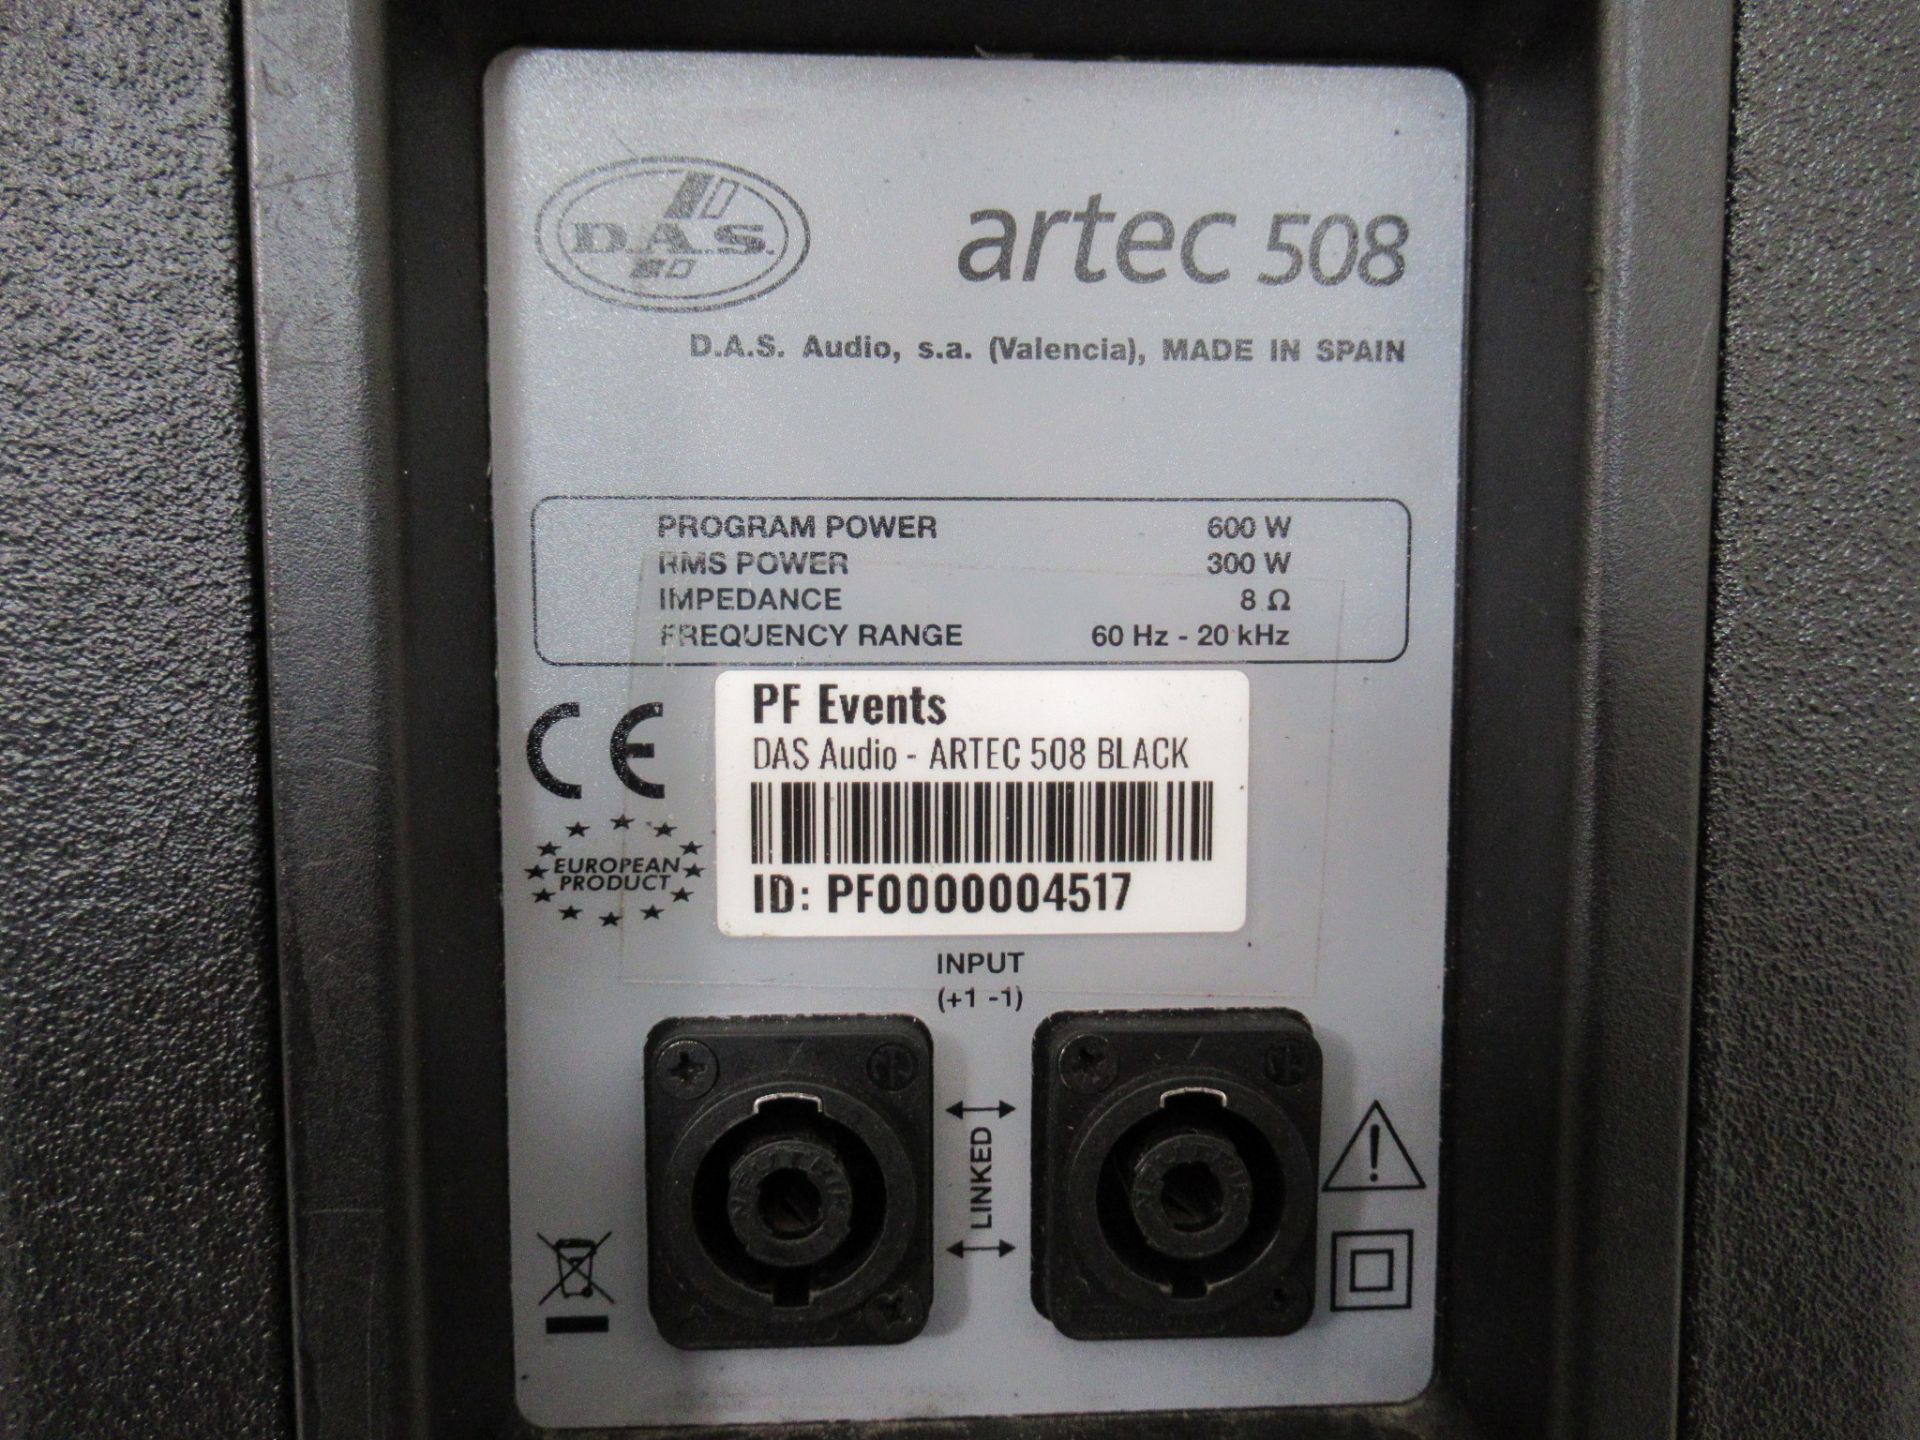 D.A.S.
artec 508
D.A.S. Audio, s.a. (Valencia), MADE IN SPAIN
PROGRAM POWER 600 W
RMS POWER 300 W
IMPEDANCE 8 Ω
FREQUENCY RANGE 60 Hz - 20 kHz
CE
PF Events
DAS Audio - ARTEC 508 BLACK
ID: PF0000004517
EUROPEAN
PRODUCT
INPUT
(+1 -1)
LINKED